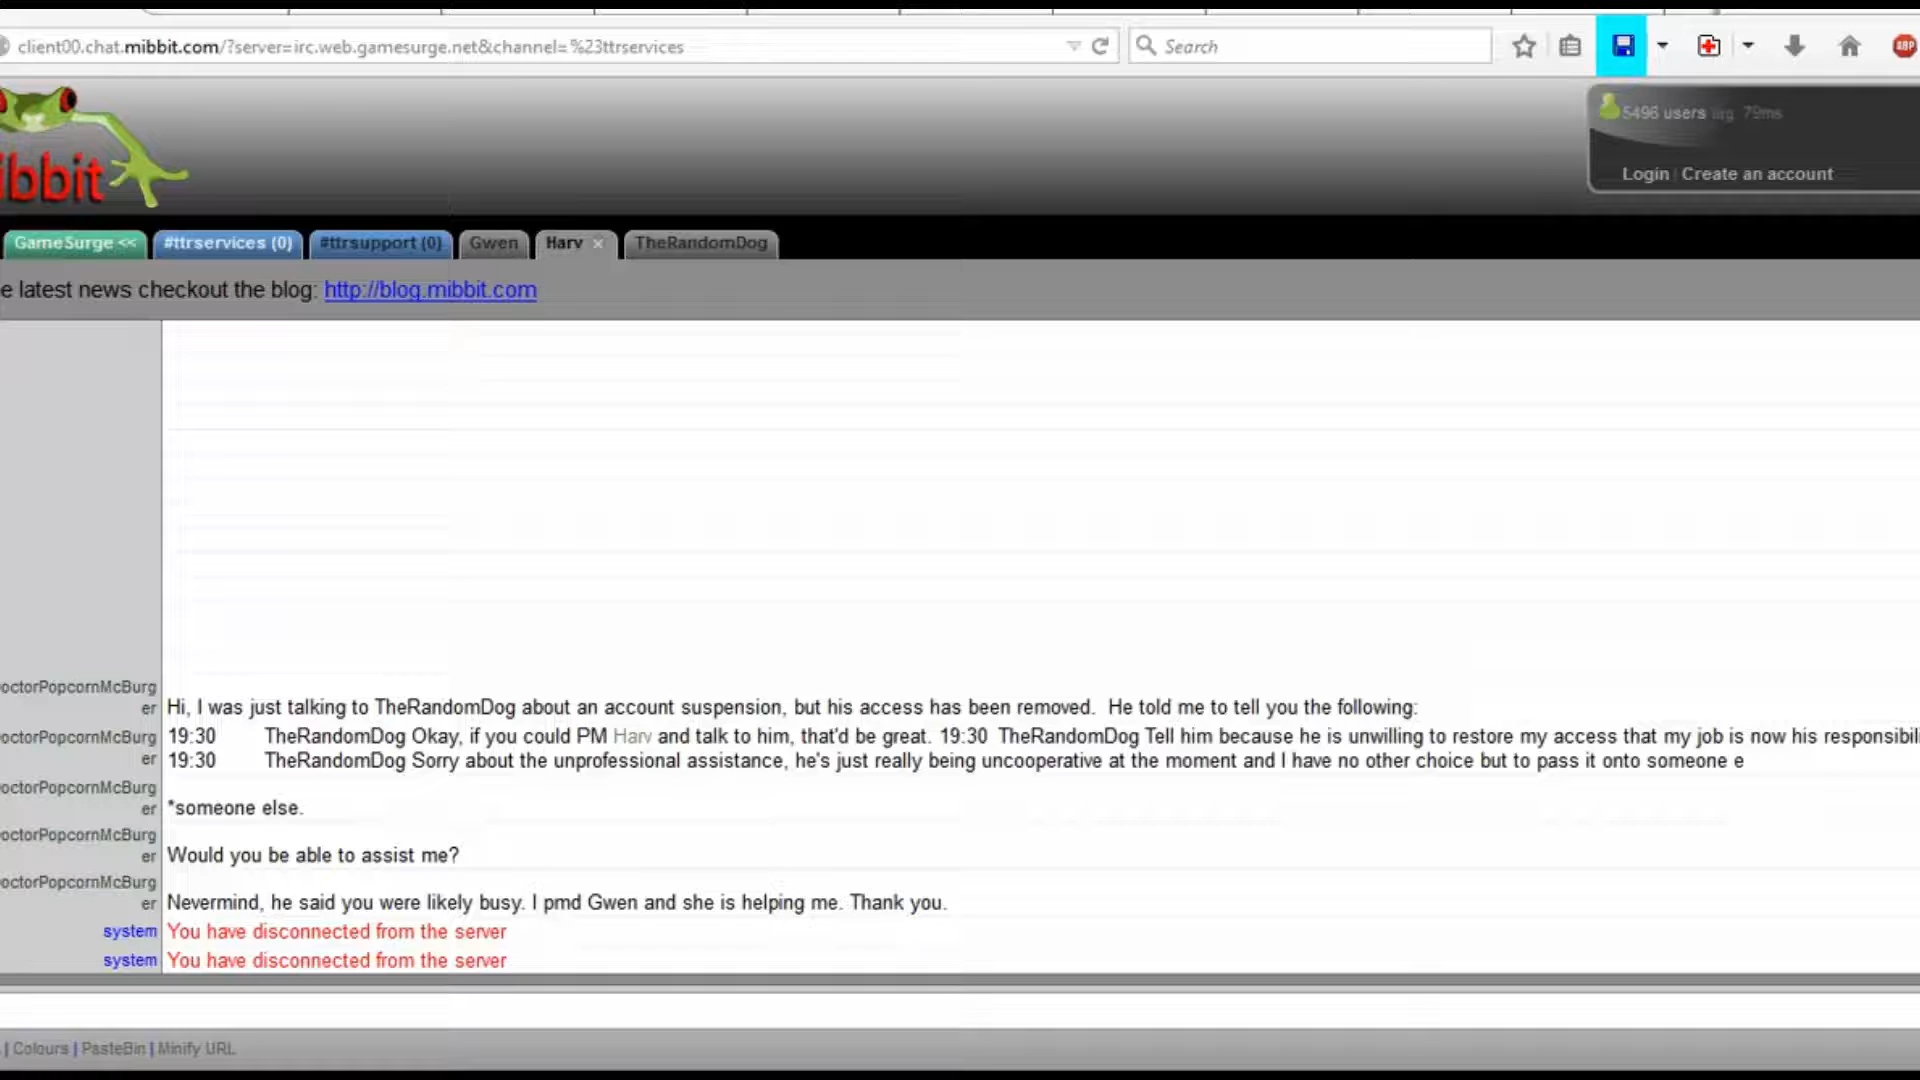 client00.chat.mibbit.com/?server=irc.web.gamesurge.net&channel=%23ttrservices
Search
ABP
5496 users lag 79ms
Login | Create an account
ibbit
GameSurge << #ttrservices (0) #ttrsupport (0) Gwen Harv × TheRandomDog
e latest news checkout the blog: http://blog.mibbit.com
octorPopcornMcBurg
er Hi, I was just talking to TheRandomDog about an account suspension, but his access has been removed. He told me to tell you the following:
octorPopcornMcBurg 19:30 TheRandomDog Okay, if you could PM Harv and talk to him, that'd be great. 19:30 TheRandomDog Tell him because he is unwilling to restore my access that my job is now his responsibili
er 19:30 TheRandomDog Sorry about the unprofessional assistance, he's just really being uncooperative at the moment and I have no other choice but to pass it onto someone e
octorPopcornMcBurg
er *someone else.
octorPopcornMcBurg
er Would you be able to assist me?
octorPopcornMcBurg
er Nevermind, he said you were likely busy. I pmd Gwen and she is helping me. Thank you.
system You have disconnected from the server
system You have disconnected from the server
| Colours | PasteBin | Minify URL